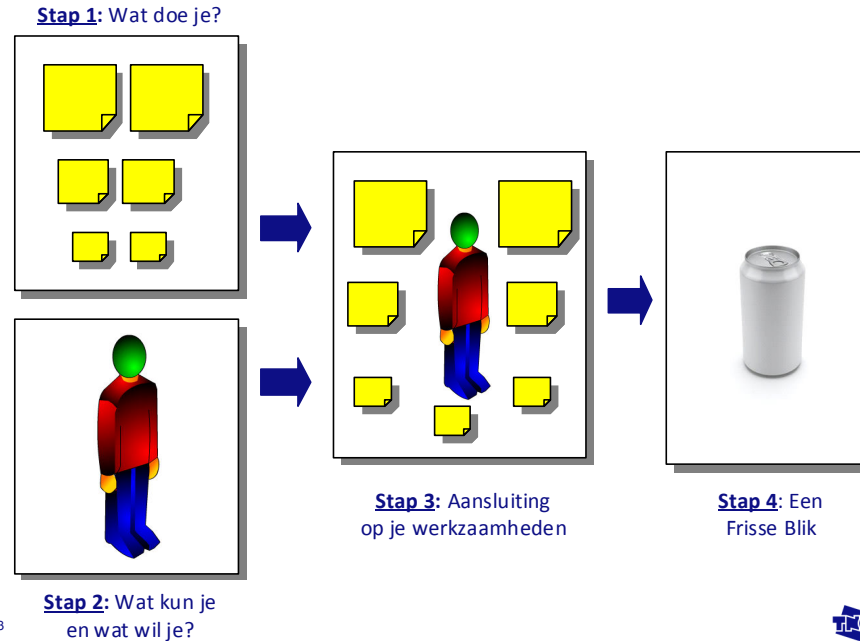 Stap 1: Wat doe je?
Stap 3: Aansluiting
op je werkzaamheden
Stap 4: Een
Frisse Blik
Stap 2: Wat kun je
en wat wil je?
3